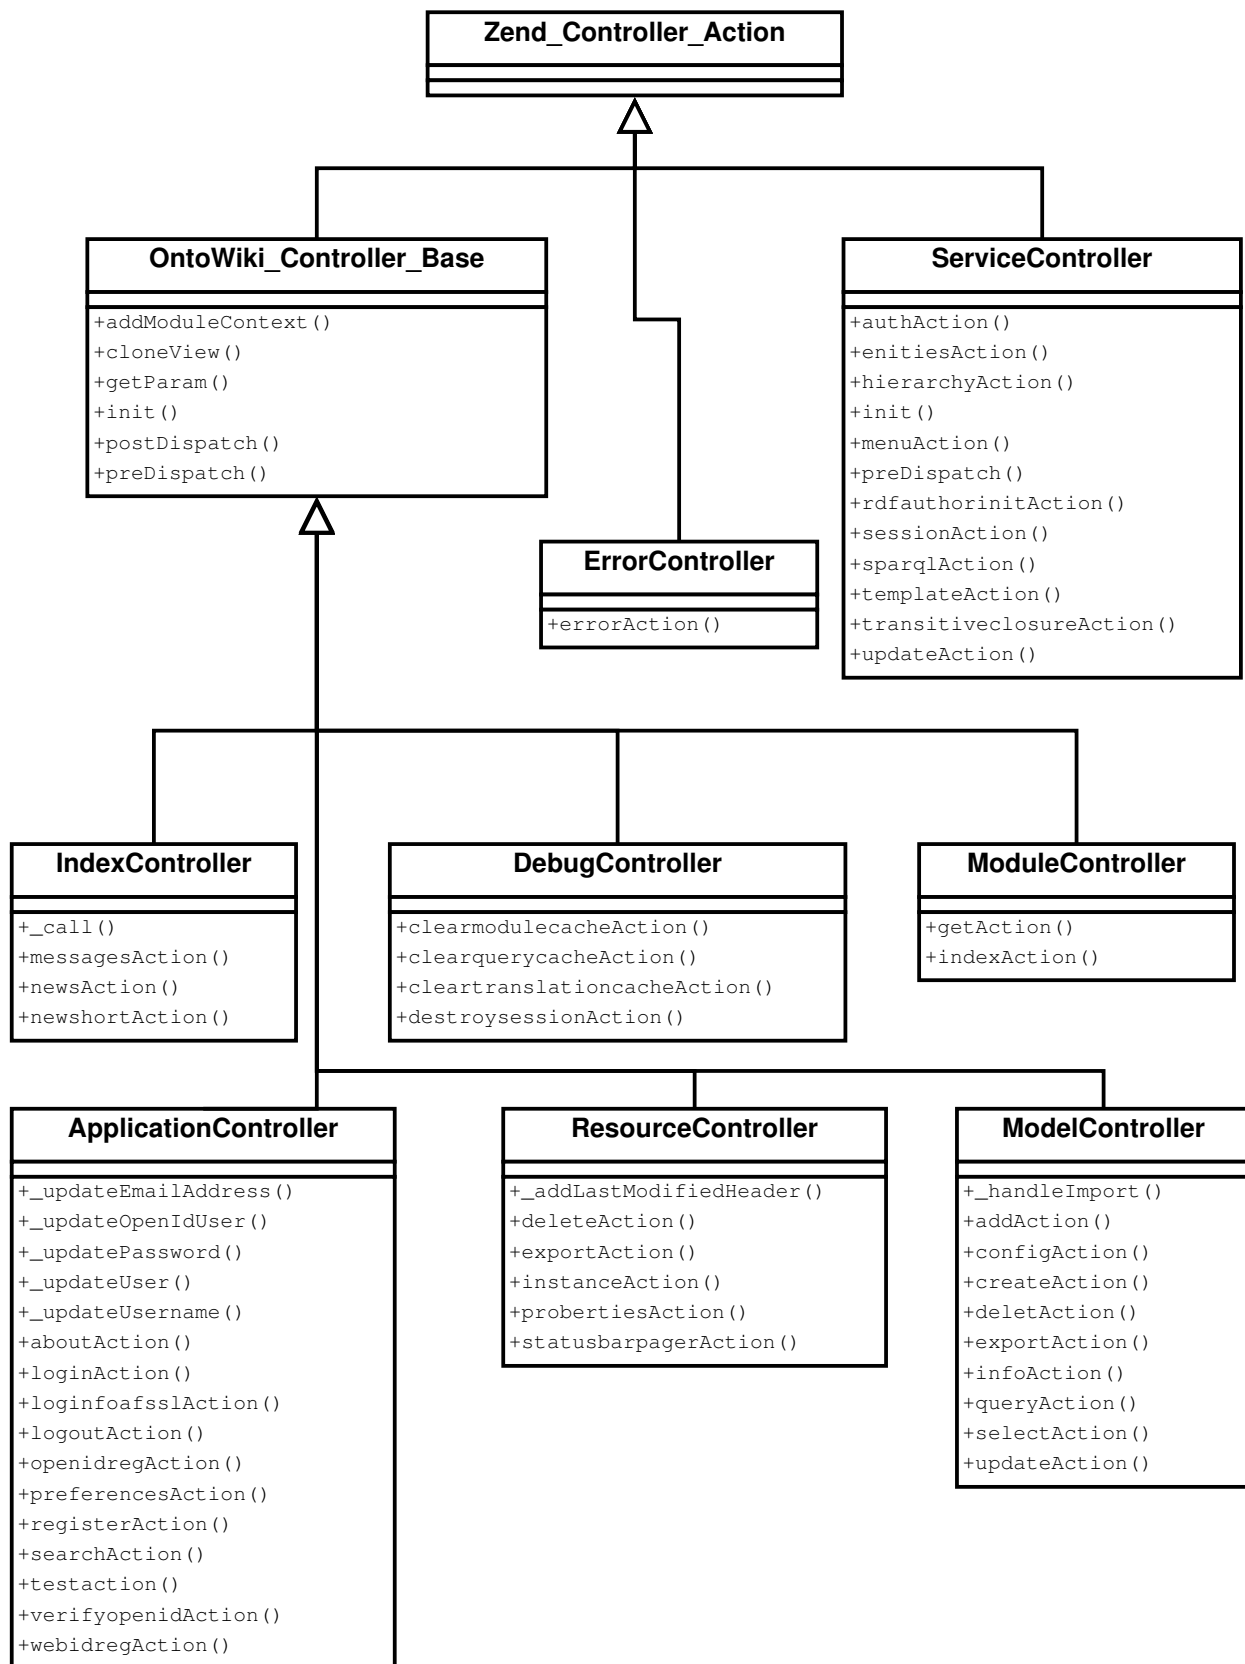 Zend_Controller_Action
OntoWiki_Controller_Base
+addModuleContext()
+cloneView()
+getParam()
+init()
+postDispatch()
+preDispatch()
ServiceController
+authAction()
+enitiesAction()
+hierarchyAction()
+init()
+menuAction()
+preDispatch()
+rdfauthorinitAction()
+sessionAction()
+sparqlAction()
+templateAction()
+transitiveclosureAction()
+updateAction()
ErrorController
+errorAction()
IndexController
+_call()
+messagesAction()
+newsAction()
+newshortAction()
DebugController
+clearmodulecacheAction()
+clearquerycacheAction()
+cleartranslationcacheAction()
+destroysessionAction()
ModuleController
+getAction()
+indexAction()
ApplicationController
+_updateEmailAddress()
+_updateOpenIdUser()
+_updatePassword()
+_updateUser()
+_updateUsername()
+aboutAction()
+loginAction()
+loginfoafsslAction()
+logoutAction()
+openidregAction()
+preferencesAction()
+registerAction()
+searchAction()
+testaction()
+verifyopenidAction()
+webidregAction()
ResourceController
+_addLastModifiedHeader()
+deleteAction()
+exportAction()
+instanceAction()
+probertiesAction()
+statusbarpagerAction()
ModelController
+_handleImport()
+addAction()
+configAction()
+createAction()
+deletAction()
+exportAction()
+infoAction()
+queryAction()
+selectAction()
+updateAction()